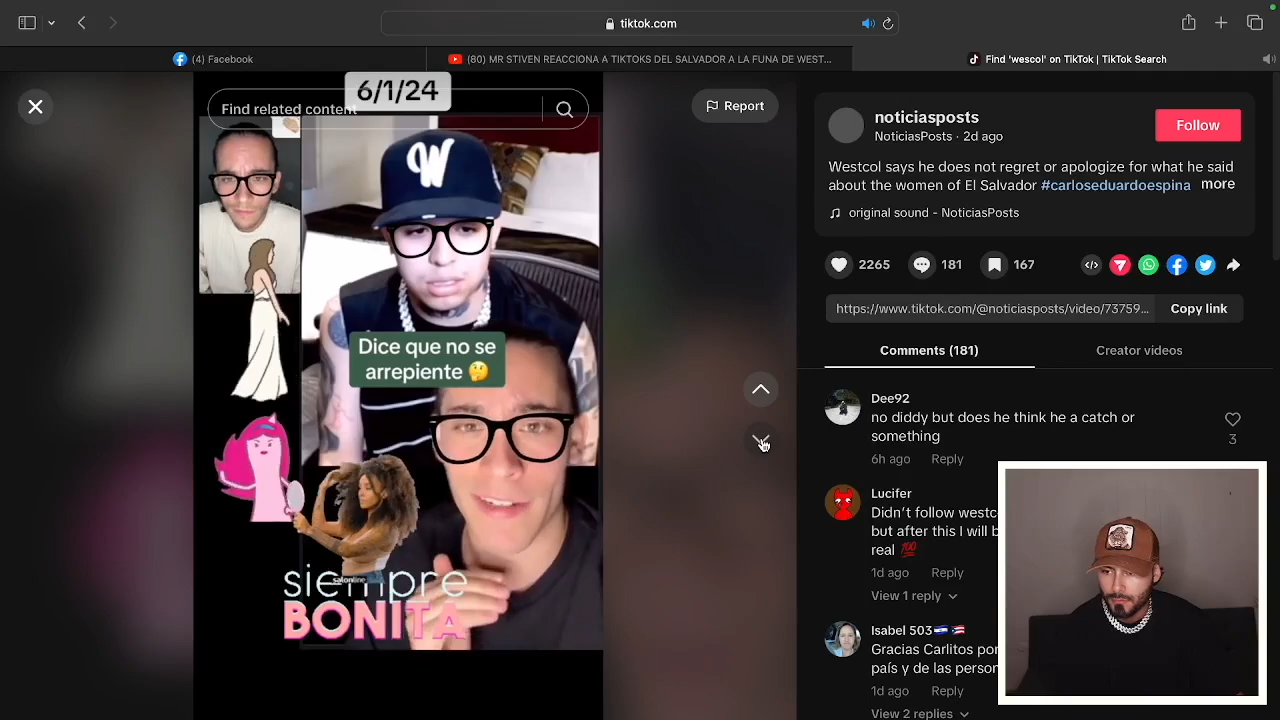 tiktok.com
(4) Facebook
(80) MR STIVEN REACCIONA A TIKTOKS DEL SALVADOR A LA FUNA DE WEST...
Find 'wescol' on TikTok | TikTok Search
6/1/24
Find related content
Report
W
Dice que no se
arrepiente 🤔
salonline
siempre
BONITA
noticiasposts
NoticiasPosts · 2d ago
Follow
Westcol says he does not regret or apologize for what he said
about the women of El Salvador #carloseduardoespina more
original sound - NoticiasPosts
2265
181
167
https://www.tiktok.com/@noticiasposts/video/73759...
Copy link
Comments (181)
Creator videos
Dee92
no diddy but does he think he a catch or
something
3
6h ago Reply
Lucifer
Didn't follow westc
but after this I will b
real 💯
1d ago Reply
View 1 reply
Isabel 503🇸🇻🇵🇷
Gracias Carlitos por
país y de las person
1d ago Reply
View 2 replies